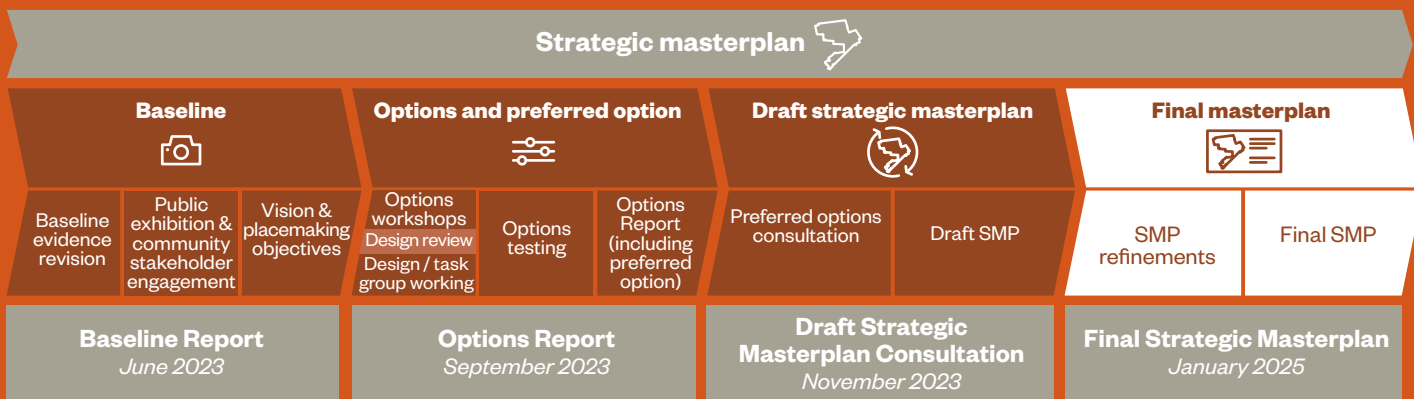 Strategic masterplan
Baseline
Options and preferred option
Draft strategic masterplan
Final masterplan
Baseline
evidence
revision
Public
exhibition &
community
stakeholder
engagement
Vision &
placemaking
objectives
Options
workshops
Design review
Design / task
group working
Options
testing
Options
Report
(including
preferred
option)
Preferred options
consultation
Draft SMP
SMP
refinements
Final SMP
Baseline Report
June 2023
Options Report
September 2023
Draft Strategic
Masterplan Consultation
November 2023
Final Strategic Masterplan
January 2025